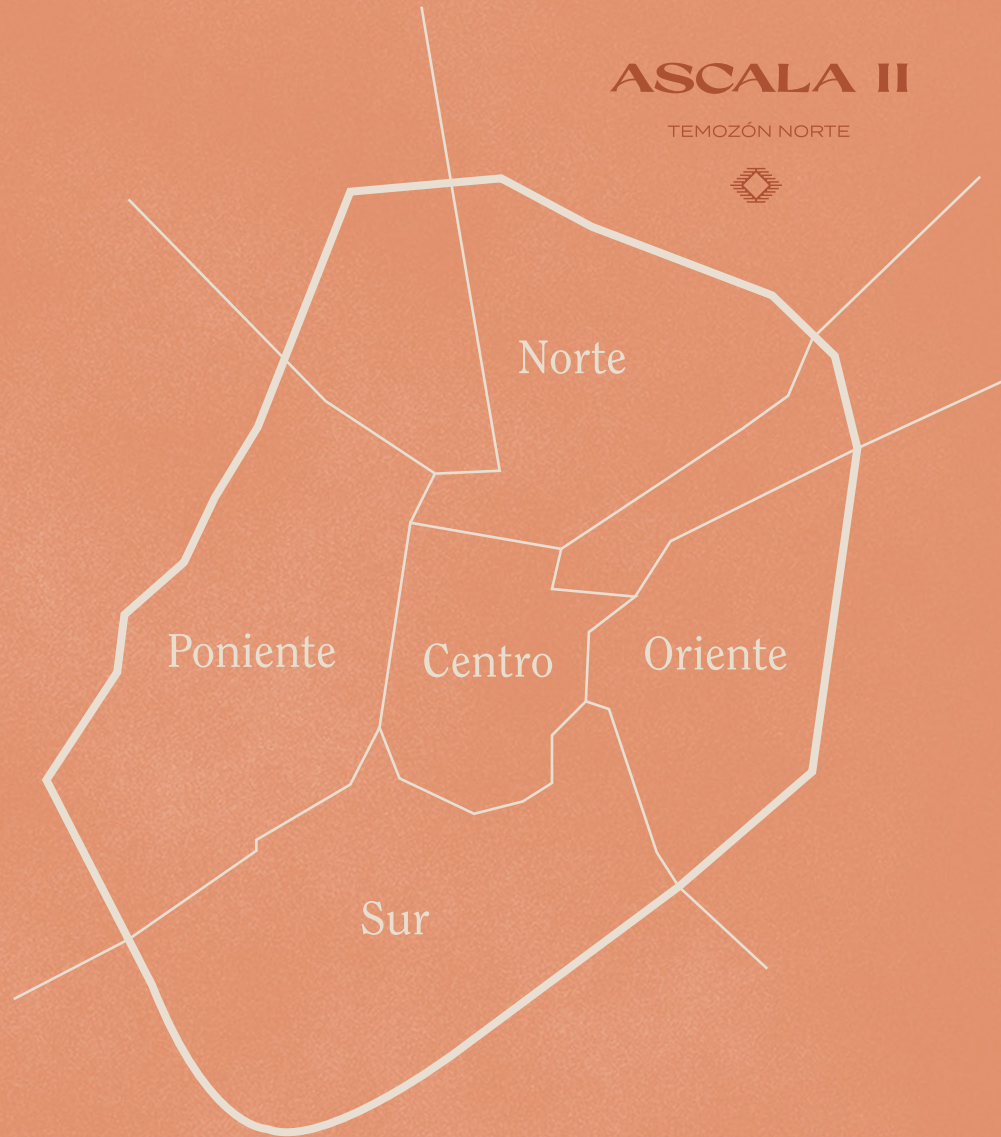 ASCALA II
TEMOZÓN NORTE
Norte
Poniente
Centro
Oriente
Sur